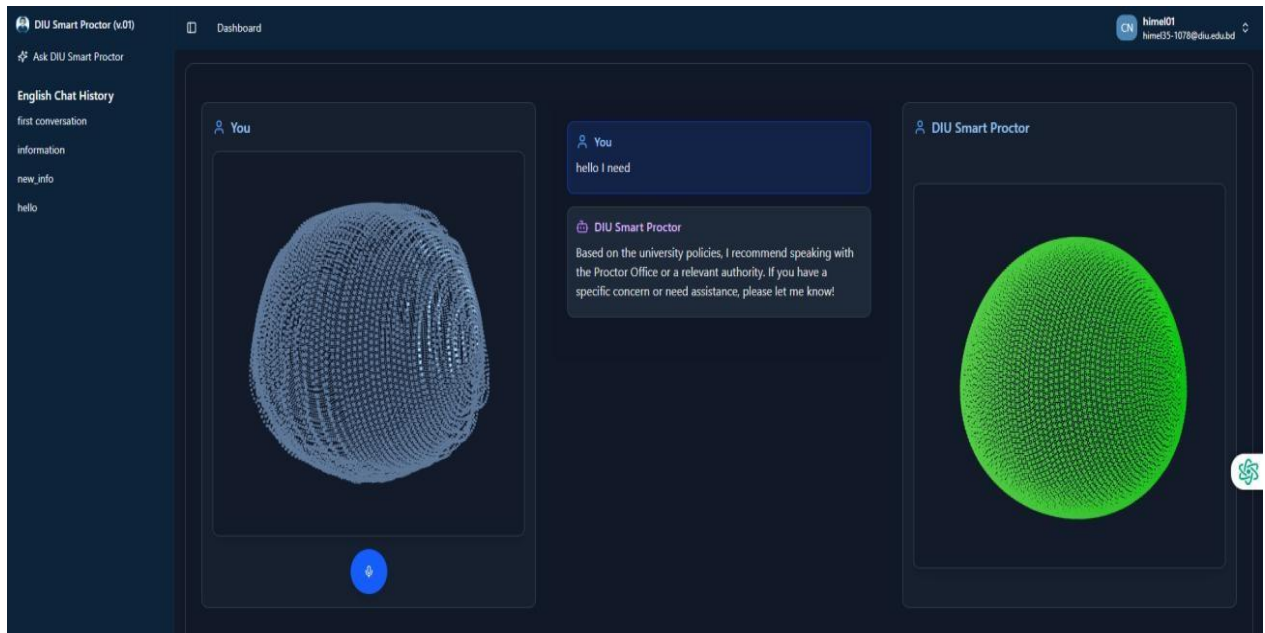 DIU Smart Proctor (v.01)
Ask DIU Smart Proctor
English Chat History
first conversation
information
new_info
hello
Dashboard
CN
himel01
himel35-1078@diu.edu.bd
You
You
hello I need
DIU Smart Proctor
Based on the university policies, I recommend speaking with
the Proctor Office or a relevant authority. If you have a
specific concern or need assistance, please let me know!
DIU Smart Proctor